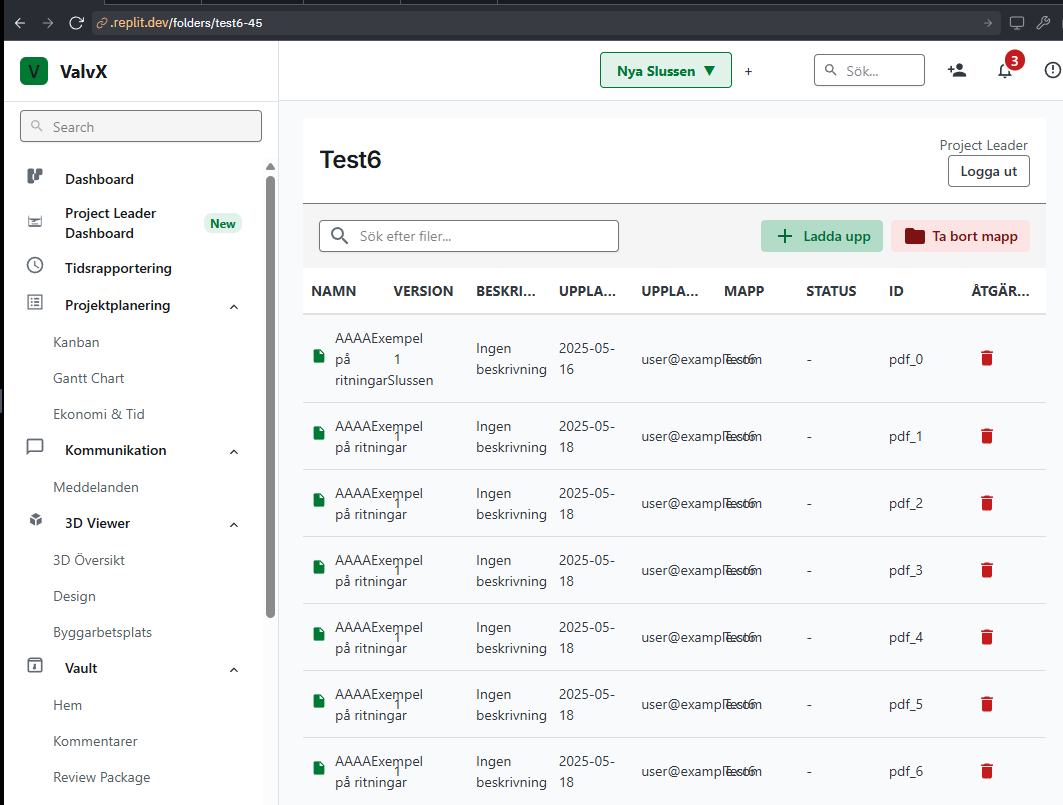 .replit.dev/folders/test6-45
V ValvX
Nya Slussen ▼ +
Sök...
3
Search
Dashboard
Project Leader
Dashboard
New
Tidsrapportering
Projektplanering
Kanban
Gantt Chart
Ekonomi & Tid
Kommunikation
Meddelanden
3D Viewer
3D Översikt
Design
Byggarbetsplats
Vault
Hem
Kommentarer
Review Package
Test6
Project Leader
Logga ut
Sök efter filer...
+ Ladda upp
Ta bort mapp
NAMN VERSION BESKRI... UPPLA... UPPLA... MAPP STATUS ID ÅTGÄR...
AAAAExempel
på
ritningarSlussen
1
Ingen
beskrivning
2025-05-
16
user@example.com
Test6
-
pdf_0
AAAAExempel
på ritningar
1
Ingen
beskrivning
2025-05-
18
user@example.com
Test6
-
pdf_1
AAAAExempel
på ritningar
1
Ingen
beskrivning
2025-05-
18
user@example.com
Test6
-
pdf_2
AAAAExempel
på ritningar
1
Ingen
beskrivning
2025-05-
18
user@example.com
Test6
-
pdf_3
AAAAExempel
på ritningar
1
Ingen
beskrivning
2025-05-
18
user@example.com
Test6
-
pdf_4
AAAAExempel
på ritningar
1
Ingen
beskrivning
2025-05-
18
user@example.com
Test6
-
pdf_5
AAAAExempel
på ritningar
1
Ingen
beskrivning
2025-05-
18
user@example.com
Test6
-
pdf_6